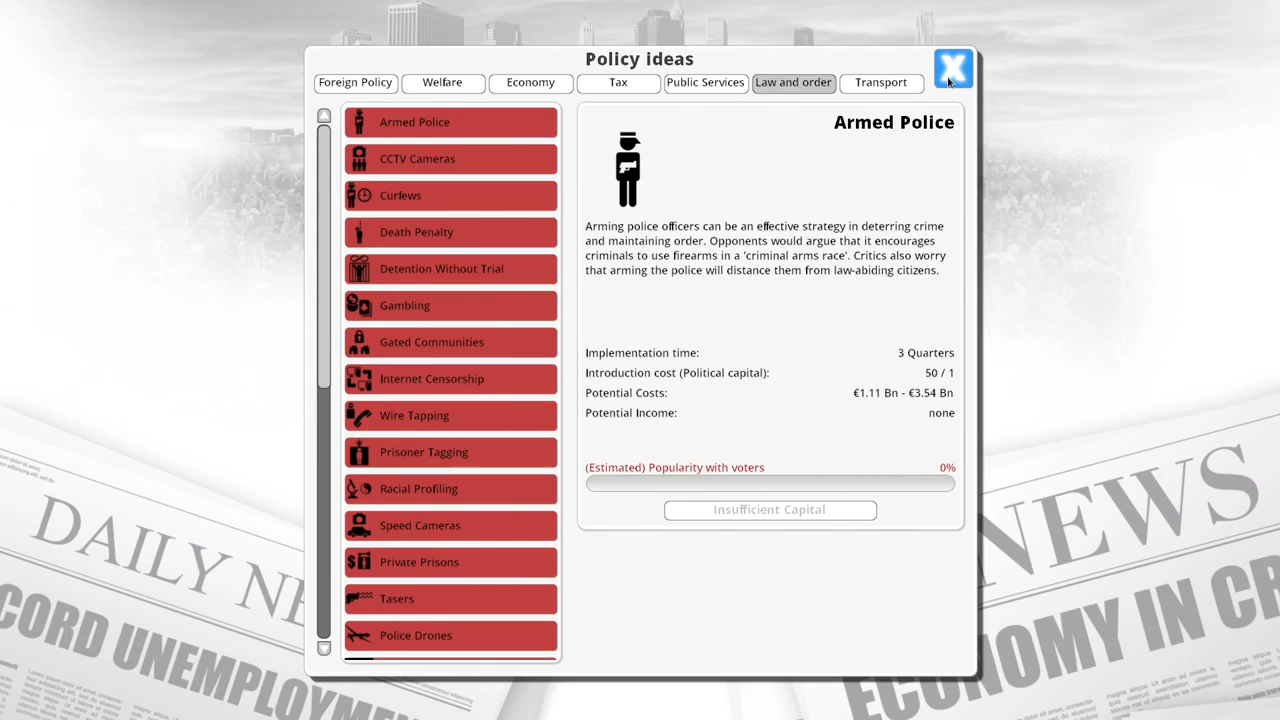 Policy ideas
X
Foreign Policy
Welfare
Economy
Tax
Public Services
Law and order
Transport
Armed Police
CCTV Cameras
Curfews
Death Penalty
Detention Without Trial
Gambling
Gated Communities
Internet Censorship
Wire Tapping
Prisoner Tagging
Racial Profiling
Speed Cameras
Private Prisons
Tasers
Police Drones
Armed Police
Arming police officers can be an effective strategy in deterring crime
and maintaining order. Opponents would argue that it encourages
criminals to use firearms in a 'criminal arms race'. Critics also worry
that arming the police will distance them from law-abiding citizens.
Implementation time: 3 Quarters
Introduction cost (Political capital): 50 / 1
Potential Costs: €1.11 Bn - €3.54 Bn
Potential Income: none
(Estimated) Popularity with voters 0%
Insufficient Capital
DAILY NE
CORD UNEMPLOYM
NEWS
ECONOMY IN CR